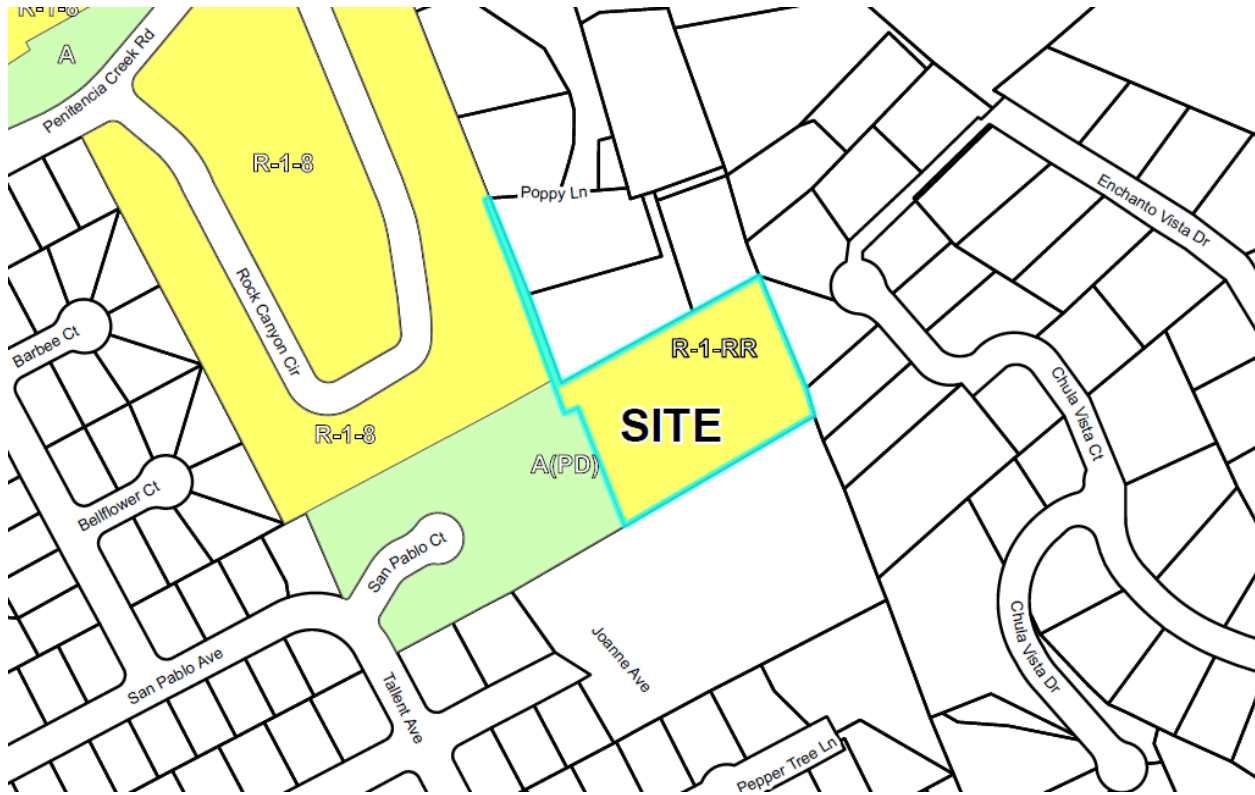 R-1-8
A
Penitencia Creek Rd
R-1-8
Poppy Ln
Enchanto Vista Dr
Rock Canyon Cir
Barbee Ct
R-1-RR
Chula Vista Ct
SITE
R-1-8
A(PD)
Bellflower Ct
San Pablo Ct
Joanne Ave
Chula Vista Dr
San Pablo Ave
Tallent Ave
Pepper Tree Ln